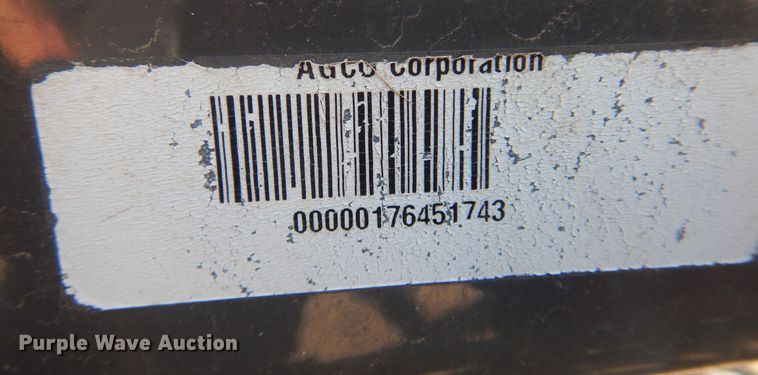 AGCO Corporation
00000176451743
Purple Wave Auction